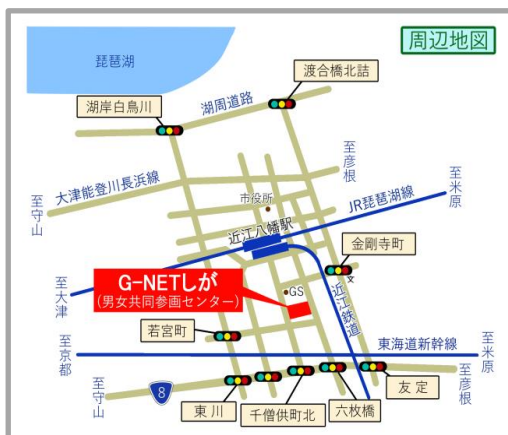 周辺地図
琵琶湖
渡合橋北詰
湖岸白鳥川
湖周道路
至彦根
大津能登川長浜線
至守山
市役所
JR琵琶湖線
至米原
近江八幡駅
金剛寺町
至大津
G-NETしが
(男女共同参画センター)
GS
近江鉄道
若宮町
至京都
東海道新幹線
至米原
至守山
8
東川
千僧供町北
六枚橋
友定
至彦根